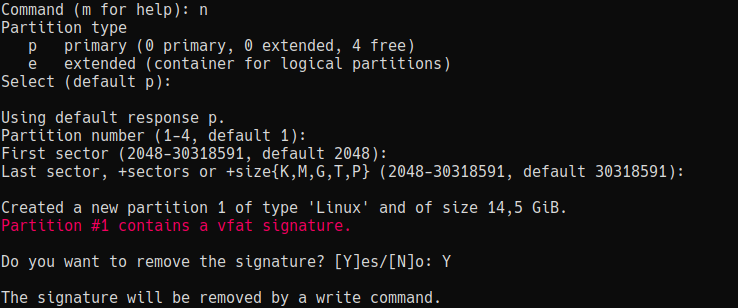 Command (m for help): n
Partition type
   p   primary (0 primary, 0 extended, 4 free)
   e   extended (container for logical partitions)
Select (default p):

Using default response p.
Partition number (1-4, default 1):
First sector (2048-30318591, default 2048):
Last sector, +sectors or +size{K,M,G,T,P} (2048-30318591, default 30318591):

Created a new partition 1 of type 'Linux' and of size 14,5 GiB.
Partition #1 contains a vfat signature.

Do you want to remove the signature? [Y]es/[N]o: Y

The signature will be removed by a write command.